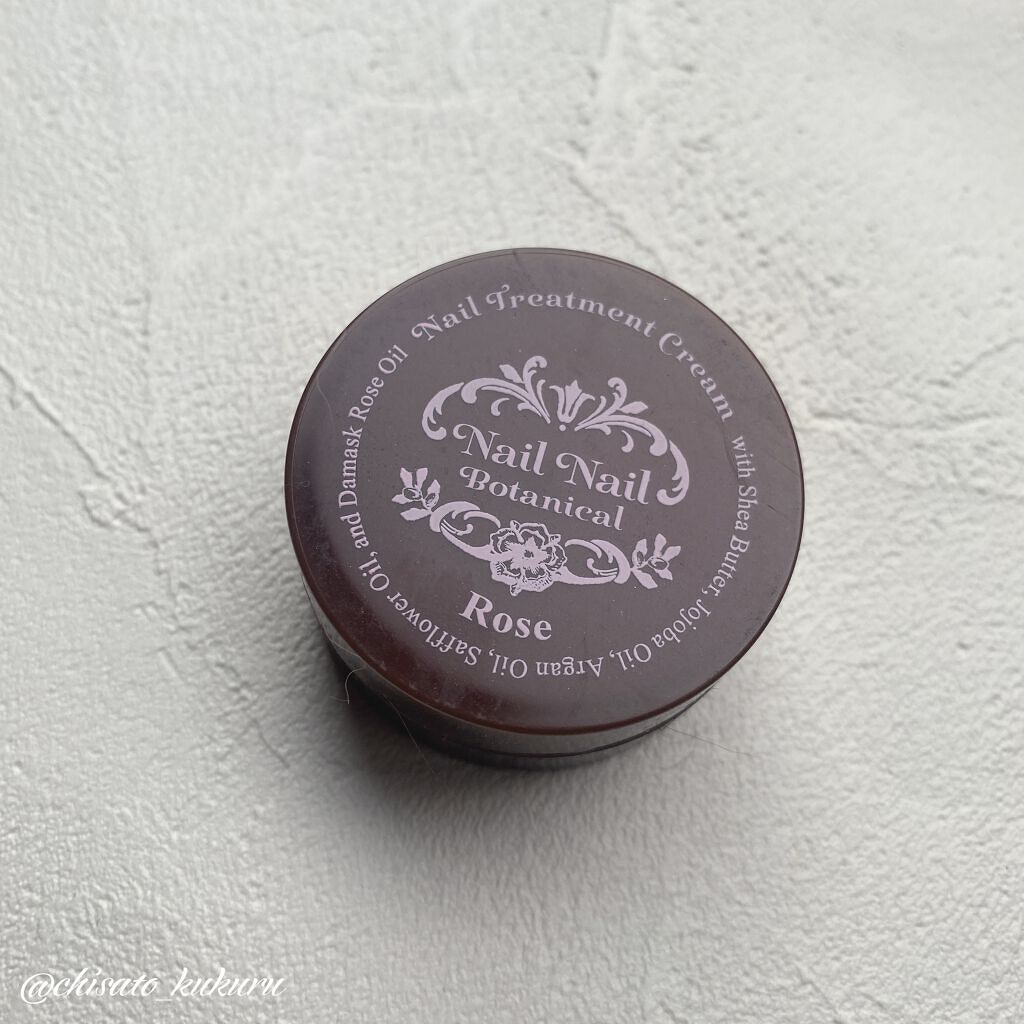 Nail Treatment Cream with Shea Butter, Jojoba Oil, Argan Oil, Safflower Oil, and Damask Rose Oil
Nail Nail
Botanical
Rose
@chisato_kukuru